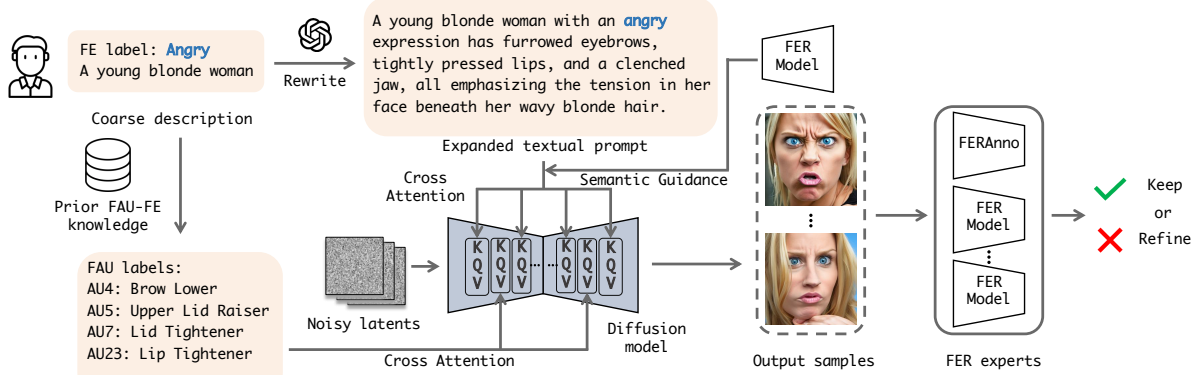 FE label: Angry
A young blonde woman
Coarse description
Rewrite
A young blonde woman with an angry
expression has furrowed eyebrows,
tightly pressed lips, and a clenched
jaw, all emphasizing the tension in her
face beneath her wavy blonde hair.
Expanded textual prompt
FER
Model
Semantic Guidance
Cross
Attention
Prior FAU-FE
knowledge
FAU labels:
AU4: Brow Lower
AU5: Upper Lid Raiser
AU7: Lid Tightener
AU23: Lip Tightener
Noisy latents
K
Q
V
K
Q
V
K
Q
V
……
K
Q
V
K
Q
V
K
Q
V
Cross Attention
Diffusion
model
Output samples
FERAnno
FER
Model
FER
Model
FER experts
Keep
or
Refine